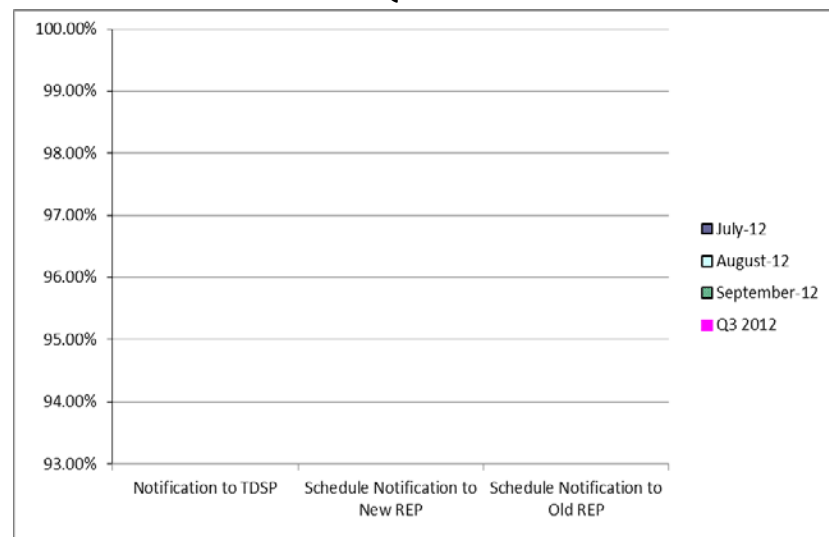 100.00%
99.00%
98.00%
97.00%
96.00%
95.00%
94.00%
93.00%
Notification to TDSP
Schedule Notification to
New REP
Schedule Notification to
Old REP
July-12
August-12
September-12
Q3 2012